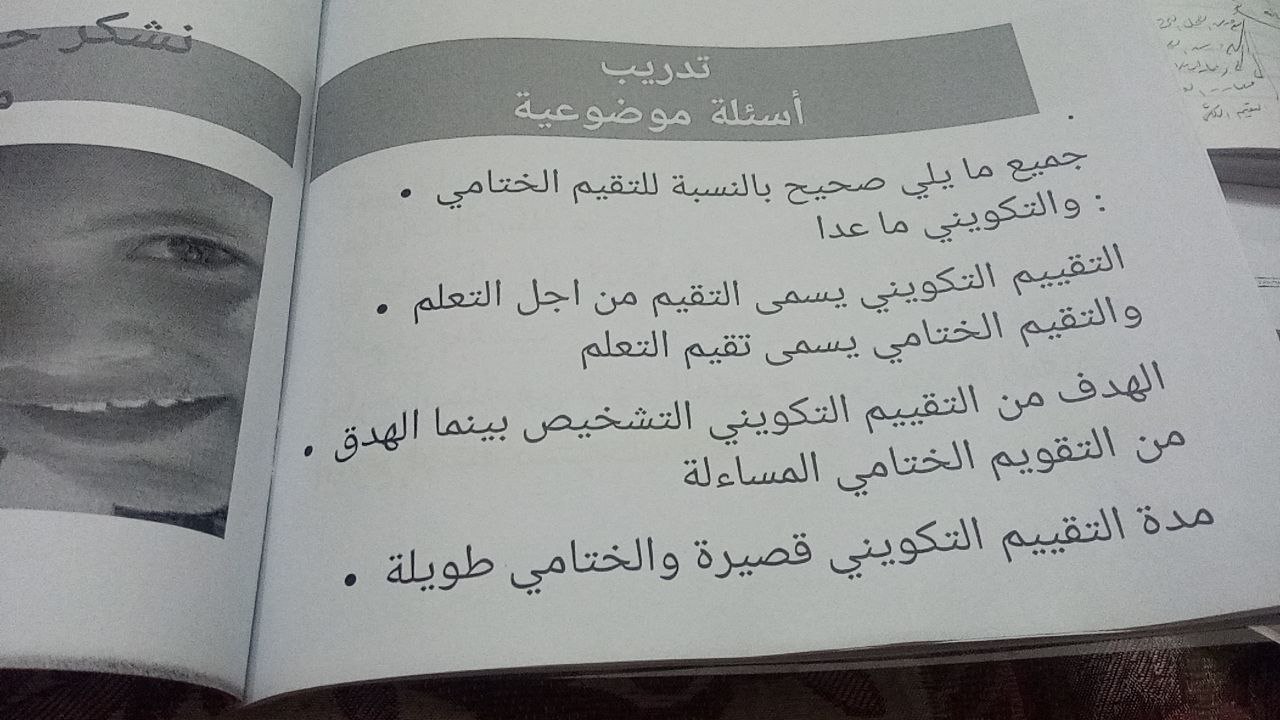 نشكر
تدريب
أسئلة موضوعية
جميع ما يلي صحيح بالنسبة للتقيم الختامي •
: والتكويني ما عدا
التقييم التكويني يسمى التقيم من اجل التعلم •
والتقيم الختامي يسمى تقيم التعلم
الهدف من التقييم التكويني التشخيص بينما الهدق •
من التقويم الختامي المساءلة
مدة التقييم التكويني قصيرة والختامي طويلة •